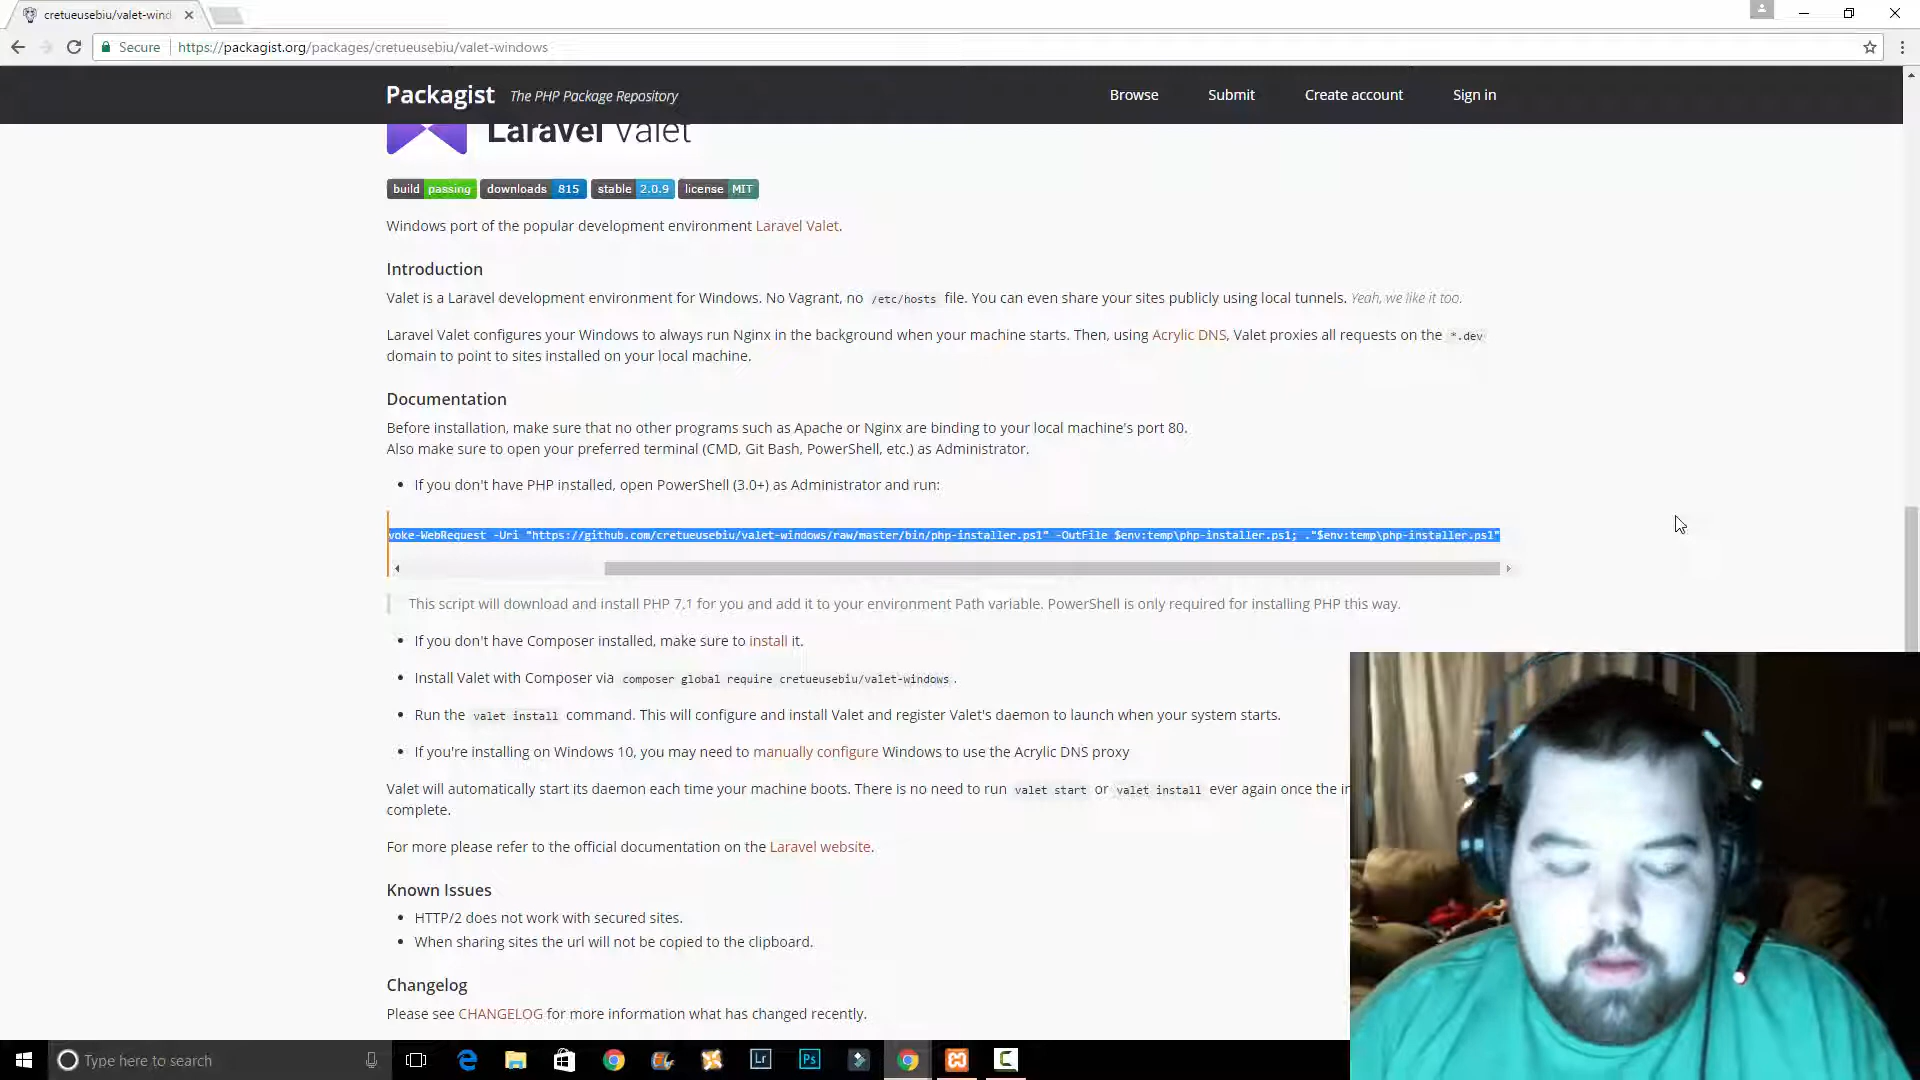 cretueusebiu/valet-wind
Secure https://packagist.org/packages/cretueusebiu/valet-windows
Packagist The PHP Package Repository Browse Submit Create account Sign in
Laravel Valet
build passing downloads 815 stable 2.0.9 license MIT
Windows port of the popular development environment Laravel Valet.
Introduction
Valet is a Laravel development environment for Windows. No Vagrant, no /etc/hosts file. You can even share your sites publicly using local tunnels. Yeah, we like it too.
Laravel Valet configures your Windows to always run Nginx in the background when your machine starts. Then, using Acrylic DNS, Valet proxies all requests on the *.dev
domain to point to sites installed on your local machine.
Documentation
Before installation, make sure that no other programs such as Apache or Nginx are binding to your local machine's port 80.
Also make sure to open your preferred terminal (CMD, Git Bash, PowerShell, etc.) as Administrator.
• If you don't have PHP installed, open PowerShell (3.0+) as Administrator and run:
voke-WebRequest -Uri "https://github.com/cretueusebiu/valet-windows/raw/master/bin/php-installer.ps1" -OutFile $env:temp\php-installer.ps1; ."$env:temp\php-installer.ps1"
This script will download and install PHP 7.1 for you and add it to your environment Path variable. PowerShell is only required for installing PHP this way.
• If you don't have Composer installed, make sure to install it.
• Install Valet with Composer via composer global require cretueusebiu/valet-windows .
• Run the valet install command. This will configure and install Valet and register Valet's daemon to launch when your system starts.
• If you're installing on Windows 10, you may need to manually configure Windows to use the Acrylic DNS proxy
Valet will automatically start its daemon each time your machine boots. There is no need to run valet start or valet install ever again once the in
complete.
For more please refer to the official documentation on the Laravel website.
Known Issues
• HTTP/2 does not work with secured sites.
• When sharing sites the url will not be copied to the clipboard.
Changelog
Please see CHANGELOG for more information what has changed recently.
Type here to search Lr Ps